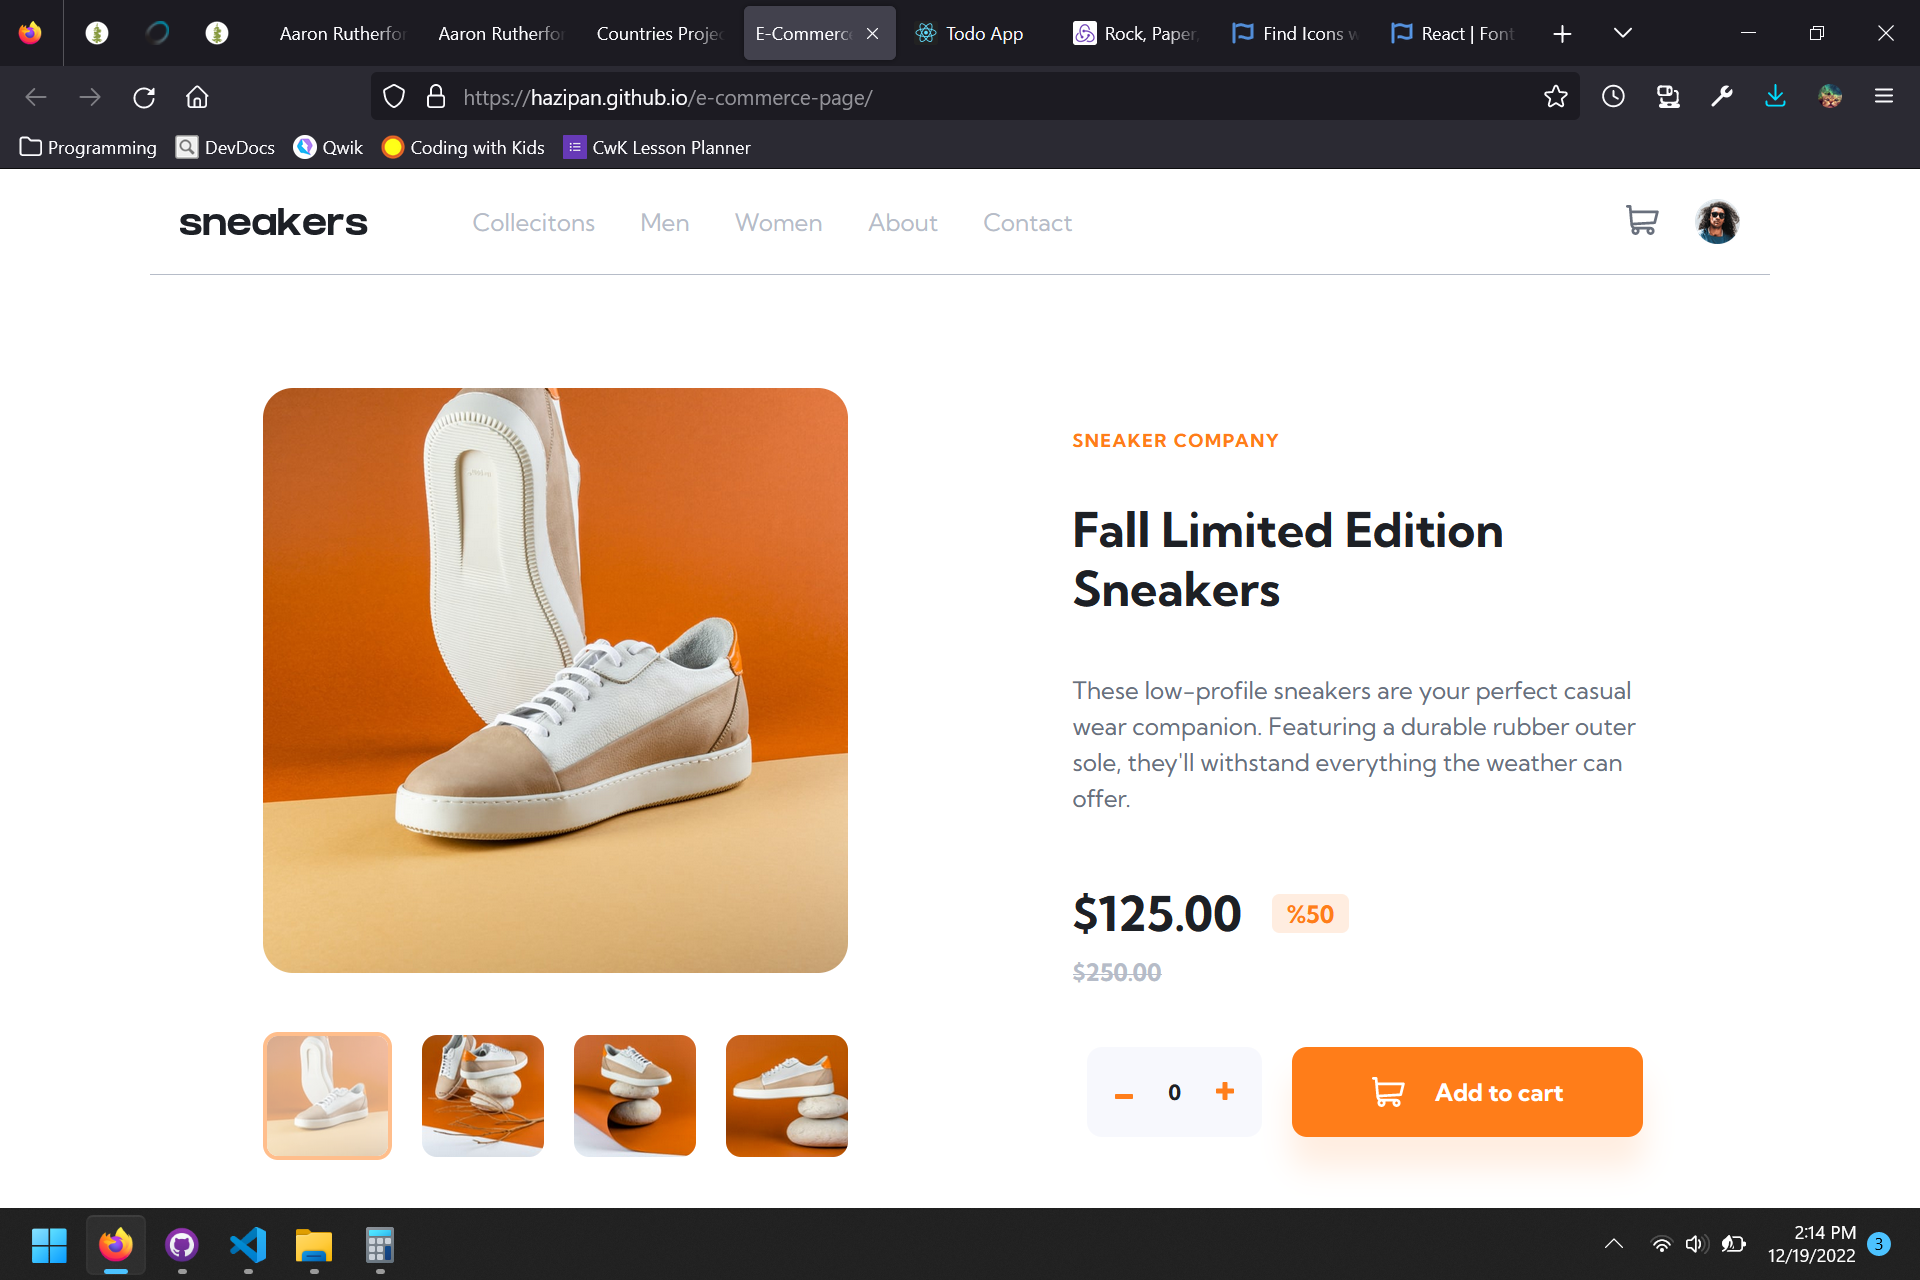 Aaron Rutherfor
Aaron Rutherfor
Countries Projec
E-Commerce
Todo App
Rock, Paper,
Find Icons w
React | Font
https://hazipan.github.io/e-commerce-page/
Programming
DevDocs
Qwik
Coding with Kids
CwK Lesson Planner
sneakers
Collecitons
Men
Women
About
Contact
SNEAKER COMPANY
Fall Limited Edition
Sneakers
These low-profile sneakers are your perfect casual
wear companion. Featuring a durable rubber outer
sole, they'll withstand everything the weather can
offer.
$125.00
%50
$250.00
0
Add to cart
2:14 PM
12/19/2022
3